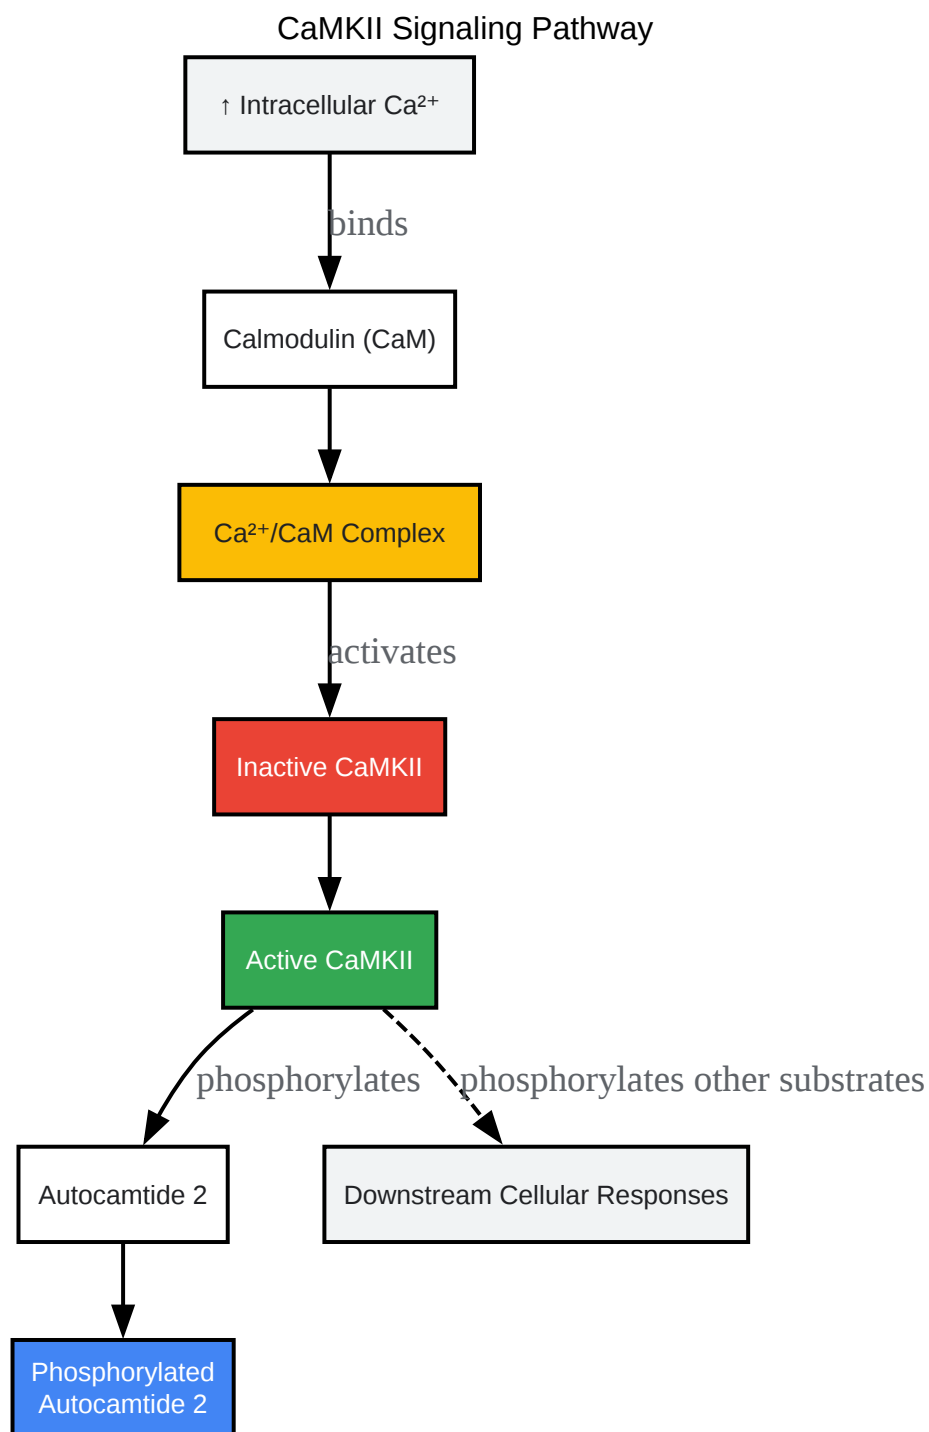 CaMKII Signaling Pathway
↑ Intracellular Ca²⁺
binds
Calmodulin (CaM)
Ca²⁺/CaM Complex
activates
Inactive CaMKII
Active CaMKII
phosphorylates
phosphorylates other substrates
Autocamtide 2
Downstream Cellular Responses
Phosphorylated
Autocamtide 2